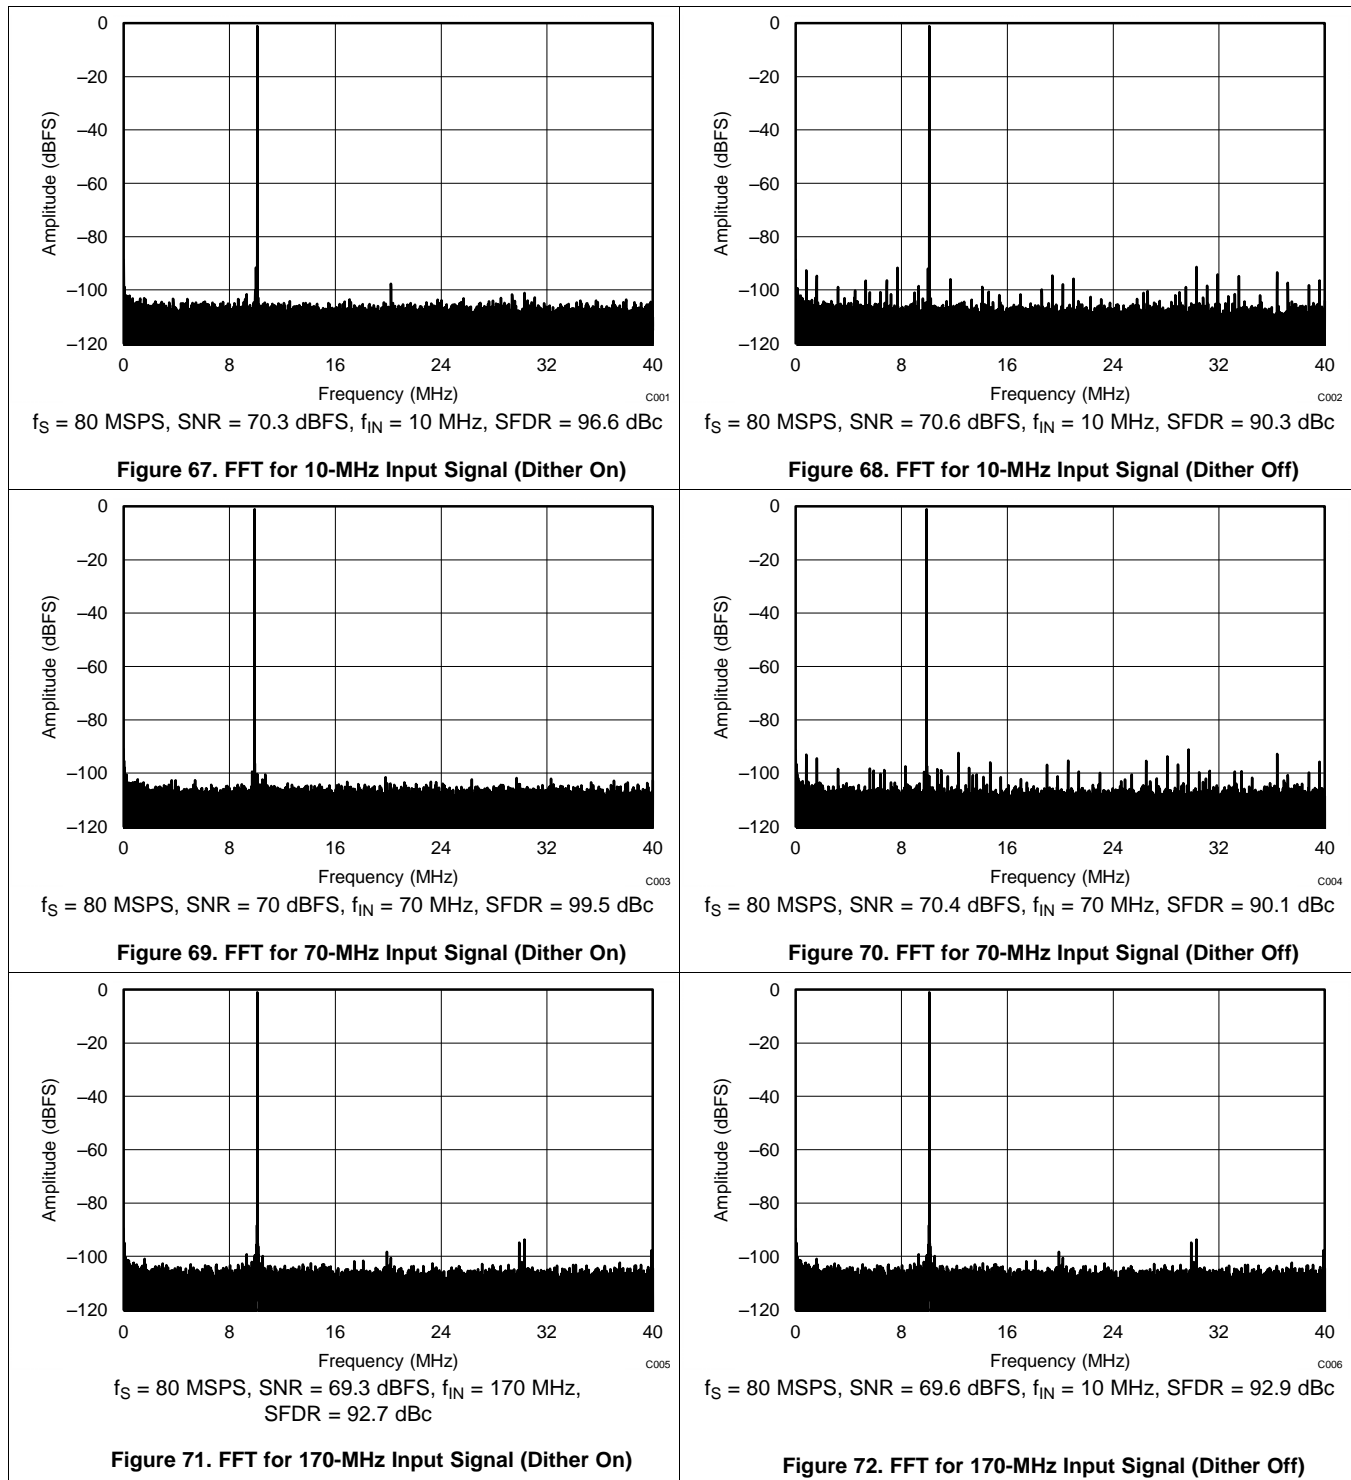 0
–20
–40
–60
–80
–100
–120
Amplitude (dBFS)
0 8 16 24 32 40
Frequency (MHz)
C001
fS = 80 MSPS, SNR = 70.3 dBFS, fIN = 10 MHz, SFDR = 96.6 dBc
Figure 67. FFT for 10-MHz Input Signal (Dither On)
0
–20
–40
–60
–80
–100
–120
Amplitude (dBFS)
0 8 16 24 32 40
Frequency (MHz)
C002
fS = 80 MSPS, SNR = 70.6 dBFS, fIN = 10 MHz, SFDR = 90.3 dBc
Figure 68. FFT for 10-MHz Input Signal (Dither Off)
0
–20
–40
–60
–80
–100
–120
Amplitude (dBFS)
0 8 16 24 32 40
Frequency (MHz)
C003
fS = 80 MSPS, SNR = 70 dBFS, fIN = 70 MHz, SFDR = 99.5 dBc
Figure 69. FFT for 70-MHz Input Signal (Dither On)
0
–20
–40
–60
–80
–100
–120
Amplitude (dBFS)
0 8 16 24 32 40
Frequency (MHz)
C004
fS = 80 MSPS, SNR = 70.4 dBFS, fIN = 70 MHz, SFDR = 90.1 dBc
Figure 70. FFT for 70-MHz Input Signal (Dither Off)
0
–20
–40
–60
–80
–100
–120
Amplitude (dBFS)
0 8 16 24 32 40
Frequency (MHz)
C005
fS = 80 MSPS, SNR = 69.3 dBFS, fIN = 170 MHz,
SFDR = 92.7 dBc
Figure 71. FFT for 170-MHz Input Signal (Dither On)
0
–20
–40
–60
–80
–100
–120
Amplitude (dBFS)
0 8 16 24 32 40
Frequency (MHz)
C006
fS = 80 MSPS, SNR = 69.6 dBFS, fIN = 10 MHz, SFDR = 92.9 dBc
Figure 72. FFT for 170-MHz Input Signal (Dither Off)